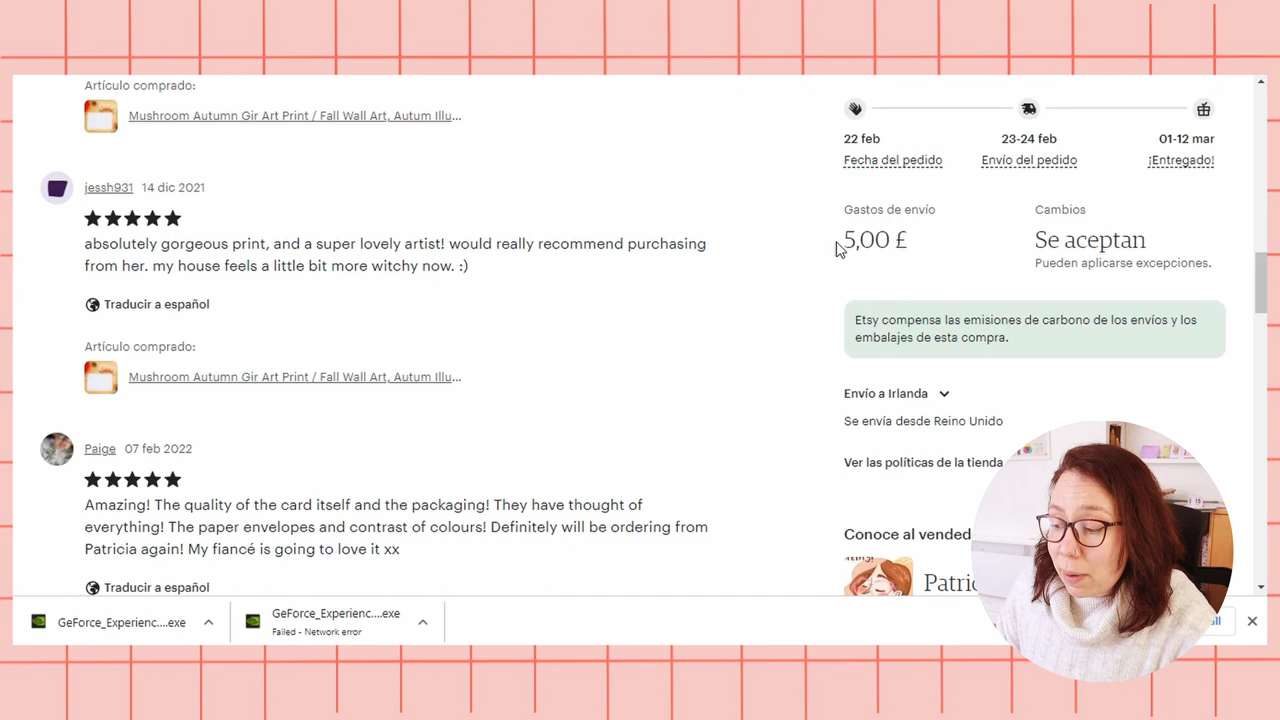 Artículo comprado:
Mushroom Autumn Gir Art Print / Fall Wall Art, Autum Illu...
jessh931 14 dic 2021
absolutely gorgeous print, and a super lovely artist! would really recommend purchasing
from her. my house feels a little bit more witchy now. :)
Traducir a español
Artículo comprado:
Mushroom Autumn Gir Art Print / Fall Wall Art, Autum Illu...
Paige 07 feb 2022
Amazing! The quality of the card itself and the packaging! They have thought of
everything! The paper envelopes and contrast of colours! Definitely will be ordering from
Patricia again! My fiancé is going to love it xx
Traducir a español
22 feb
Fecha del pedido
23-24 feb
Envío del pedido
01-12 mar
¡Entregado!
Gastos de envío
5,00 £
Cambios
Se aceptan
Pueden aplicarse excepciones.
Etsy compensa las emisiones de carbono de los envíos y los
embalajes de esta compra.
Envío a Irlanda
Se envía desde Reino Unido
Ver las políticas de la tienda
Conoce al vended
Patric
GeForce_Experienc....exe
GeForce_Experienc....exe
Failed - Network error